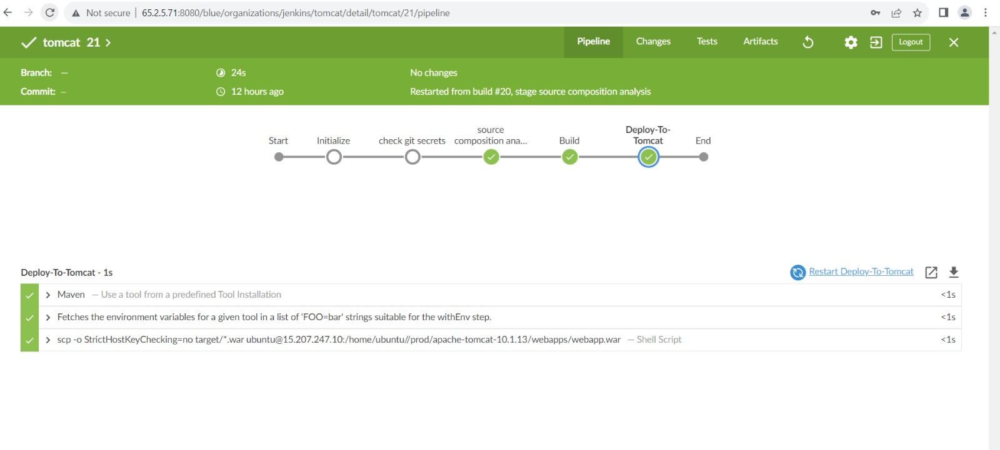 Not secure | 65.2.5.71:8080/blue/organizations/jenkins/tomcat/detail/tomcat/21/pipeline
tomcat 21 >
Pipeline Changes Tests Artifacts Logout
Branch: — 24s No changes
Commit: — 12 hours ago Restarted from build #20, stage source composition analysis
source Deploy-To-
Start Initialize check git secrets composition ana... Build Tomcat End
Deploy-To-Tomcat - 1s Restart Deploy-To-Tomcat
Maven — Use a tool from a predefined Tool Installation <1s
Fetches the environment variables for a given tool in a list of 'FOO=bar' strings suitable for the withEnv step. <1s
scp -o StrictHostKeyChecking=no target/*.war ubuntu@15.207.247.10:/home/ubuntu//prod/apache-tomcat-10.1.13/webapps/webapp.war — Shell Script <1s